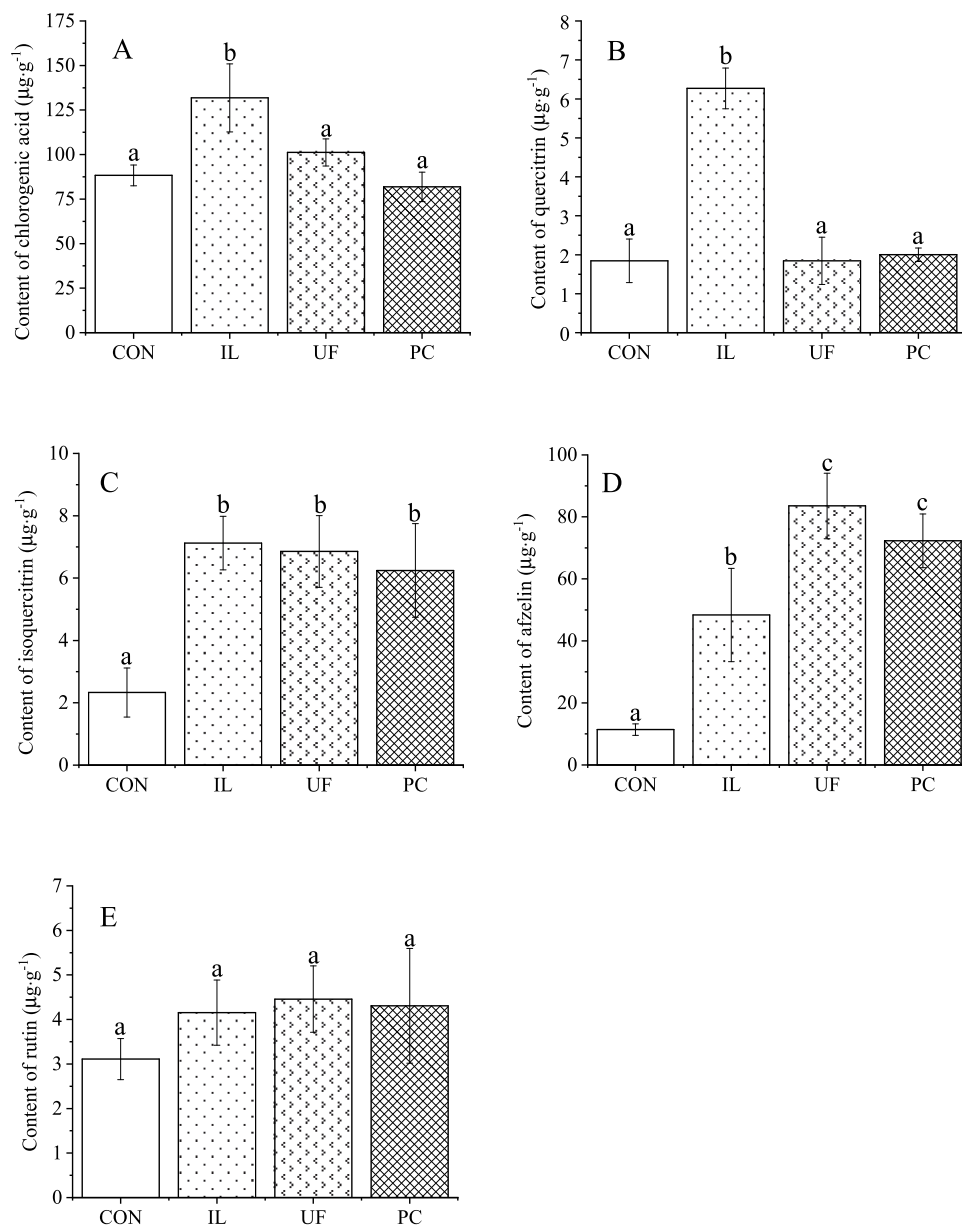 A
Content of chlorogenic acid (μg·g⁻¹)
175
150
125
100
75
50
25
0
a
b
a
a
CON IL UF PC
B
Content of quercitrin (μg·g⁻¹)
8
7
6
5
4
3
2
1
0
a
b
a
a
CON IL UF PC
C
Content of isoquercitrin (μg·g⁻¹)
10
8
6
4
2
0
a
b
b
b
CON IL UF PC
D
Content of afzelin (μg·g⁻¹)
100
80
60
40
20
0
a
b
c
c
CON IL UF PC
E
Content of rutin (μg·g⁻¹)
7
6
5
4
3
2
1
0
a
a
a
a
CON IL UF PC